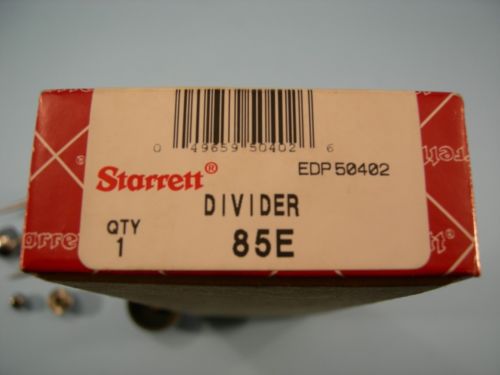 0 49659 50402 6
Starrett® EDP 50402
DIVIDER
QTY
1 85E